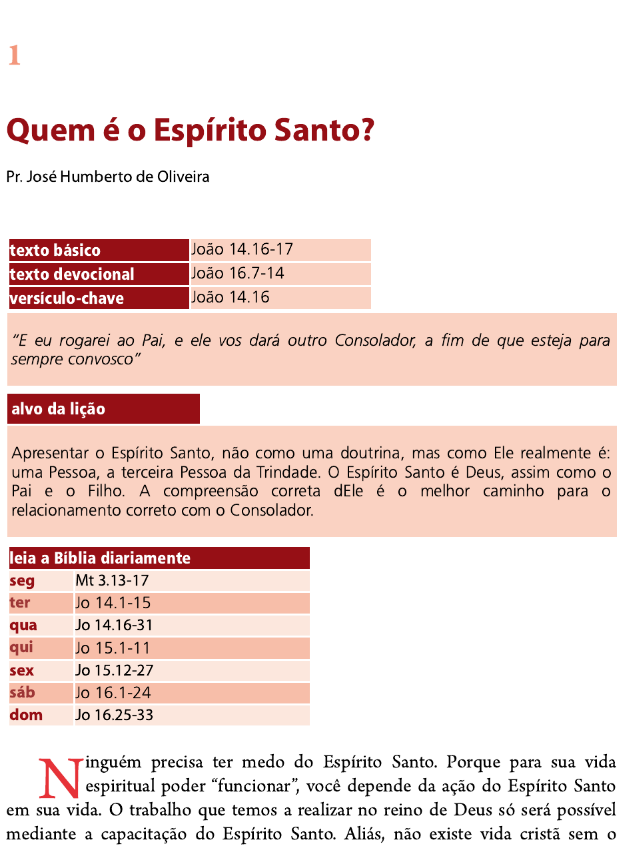 1
Quem é o Espírito Santo?
Pr. José Humberto de Oliveira
texto básico João 14.16-17
texto devocional João 16.7-14
versículo-chave João 14.16
“E eu rogarei ao Pai, e ele vos dará outro Consolador, a fim de que esteja para
sempre convosco”
alvo da lição
Apresentar o Espírito Santo, não como uma doutrina, mas como Ele realmente é:
uma Pessoa, a terceira Pessoa da Trindade. O Espírito Santo é Deus, assim como o
Pai e o Filho. A compreensão correta dEle é o melhor caminho para o
relacionamento correto com o Consolador.
leia a Bíblia diariamente
seg Mt 3.13-17
ter Jo 14.1-15
qua Jo 14.16-31
qui Jo 15.1-11
sex Jo 15.12-27
sáb Jo 16.1-24
dom Jo 16.25-33
Ninguém precisa ter medo do Espírito Santo. Porque para sua vida
espiritual poder “funcionar”, você depende da ação do Espírito Santo
em sua vida. O trabalho que temos a realizar no reino de Deus só será possível
mediante a capacitação do Espírito Santo. Aliás, não existe vida cristã sem o